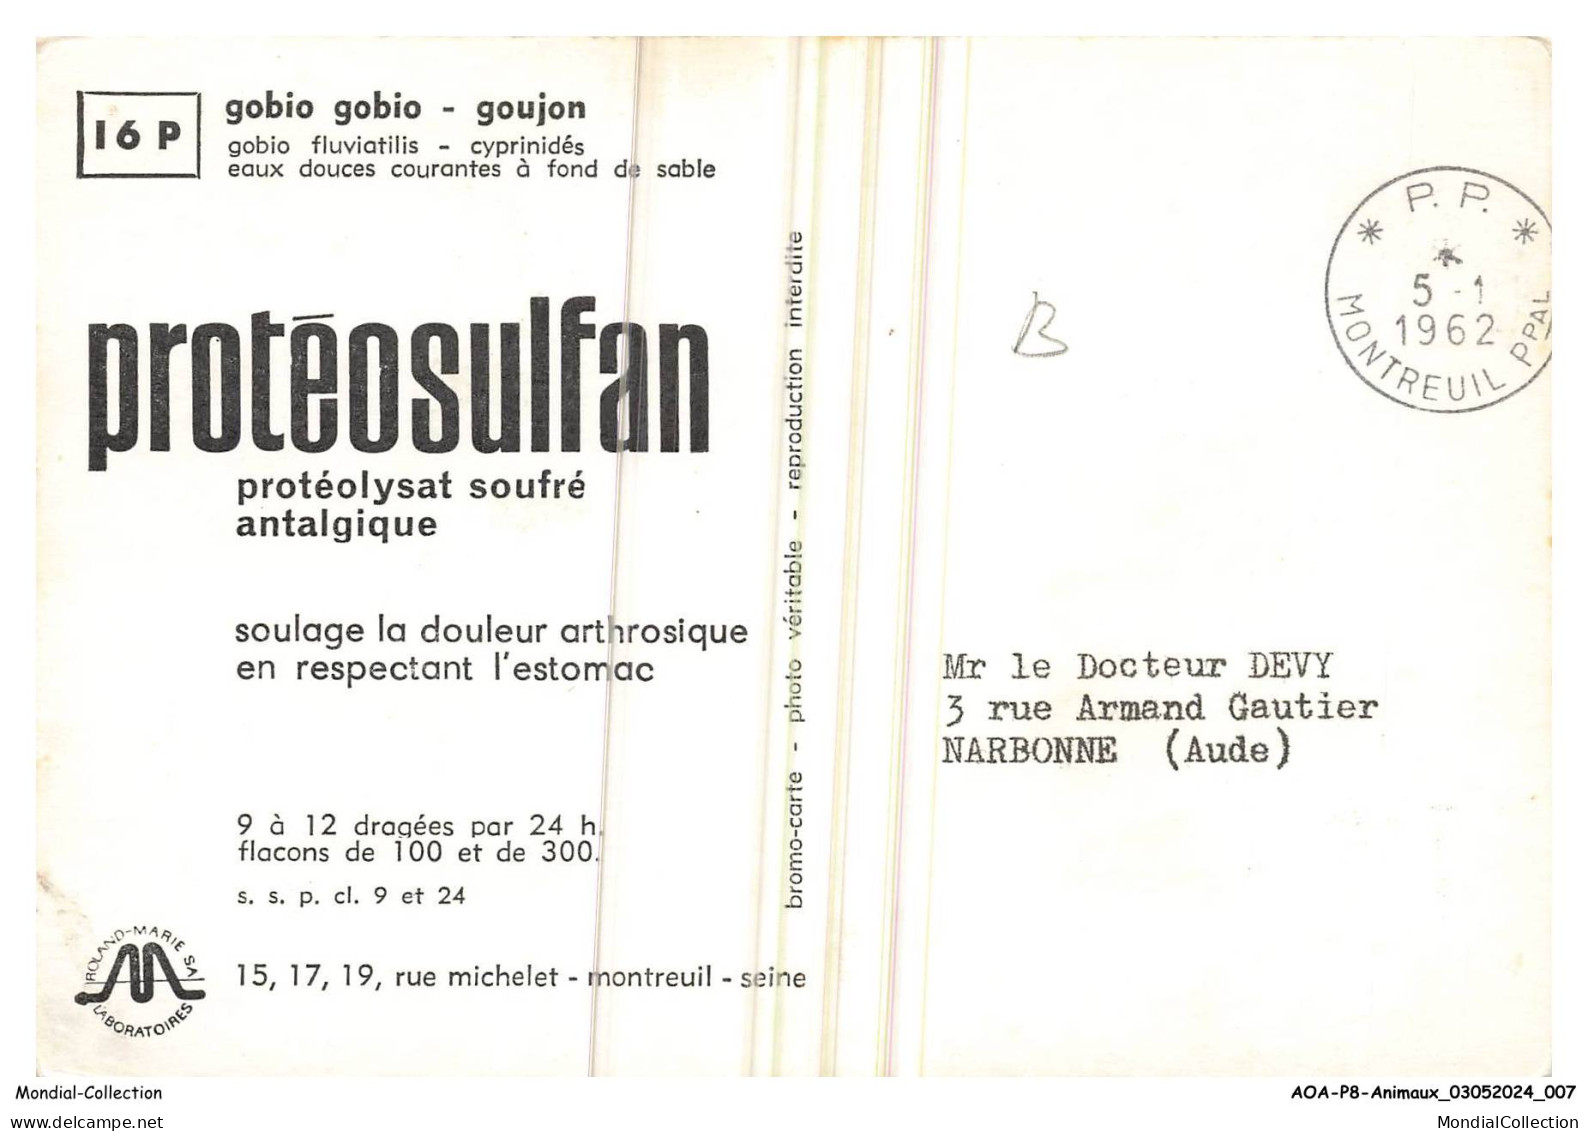 16 P
gobio gobio - goujon
gobio fluviatilis - cyprinidés
eaux douces courantes à fond de sable
protéosulfan
protéolysat soufré
antalgique
soulage la douleur arthrosique
en respectant l'estomac
9 à 12 dragées par 24 h.
flacons de 100 et de 300.
s. s. p. cl. 9 et 24
ROLAND-MARIE SA
LABORATOIRES
15, 17, 19, rue michelet - montreuil - seine
bromo-carte - photo véritable - reproduction interdite
B
* P. P. *
5 - 1
1962
MONTREUIL PPAL
Mr le Docteur DEVY
3 rue Armand Gautier
NARBONNE (Aude)
Mondial-Collection
AOA-P8-Animaux_03052024_007
www.delcampe.net
MondialCollection